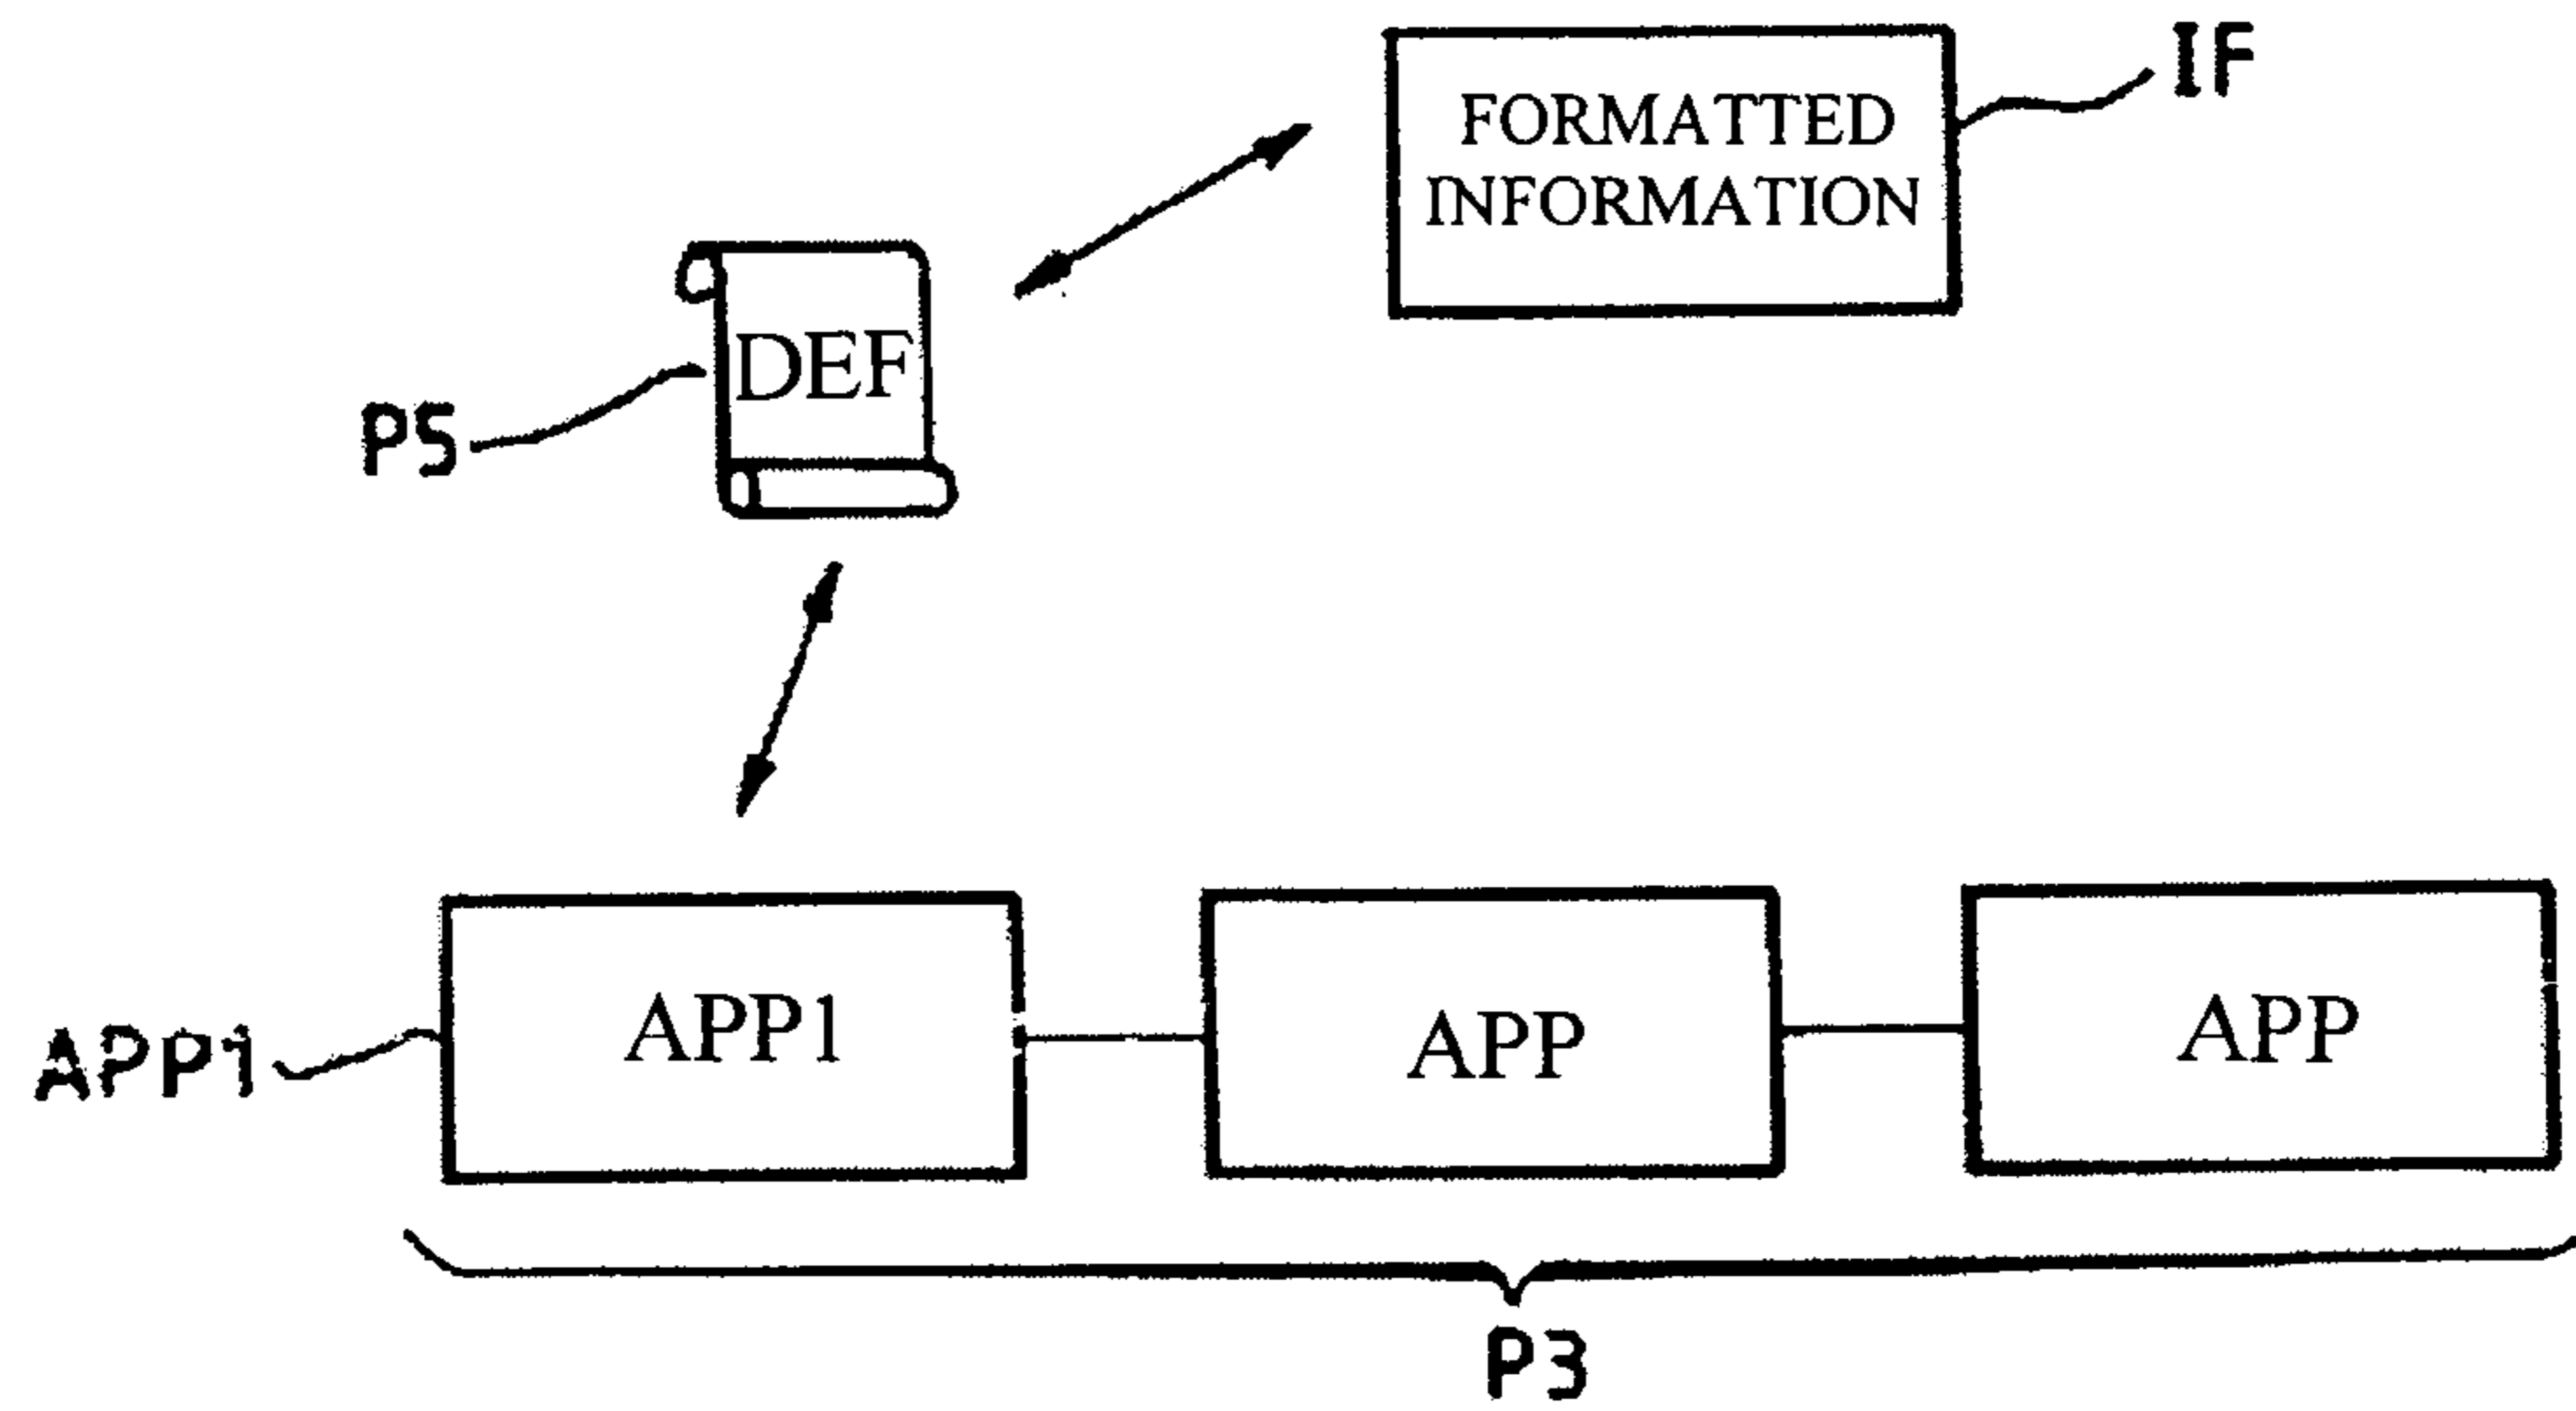 IF
FORMATTED
INFORMATION
DEF
P5
APP1
APP1
APP
APP
P3